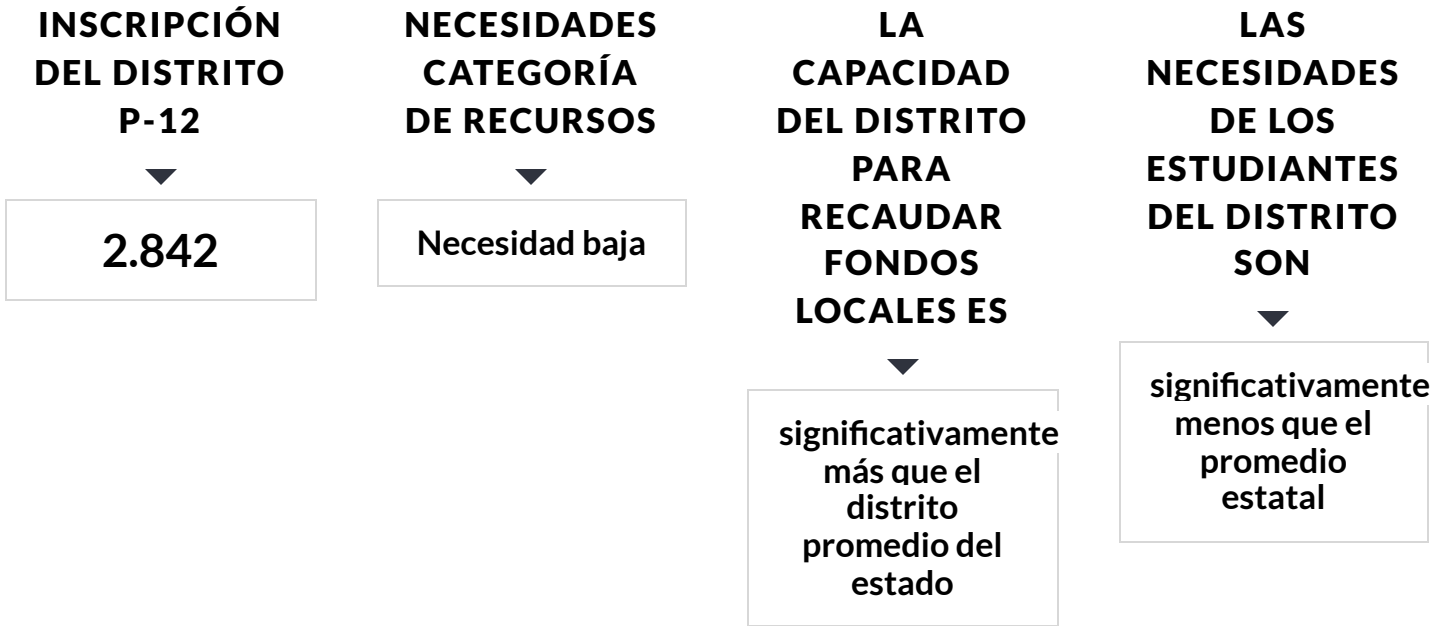 INSCRIPCIÓN
DEL DISTRITO
P-12
2.842
NECESIDADES
CATEGORÍA
DE RECURSOS
Necesidad baja
LA
CAPACIDAD
DEL DISTRITO
PARA
RECAUDAR
FONDOS
LOCALES ES
significativamente
más que el
distrito
promedio del
estado
LAS
NECESIDADES
DE LOS
ESTUDIANTES
DEL DISTRITO
SON
significativamente
menos que el
promedio
estatal